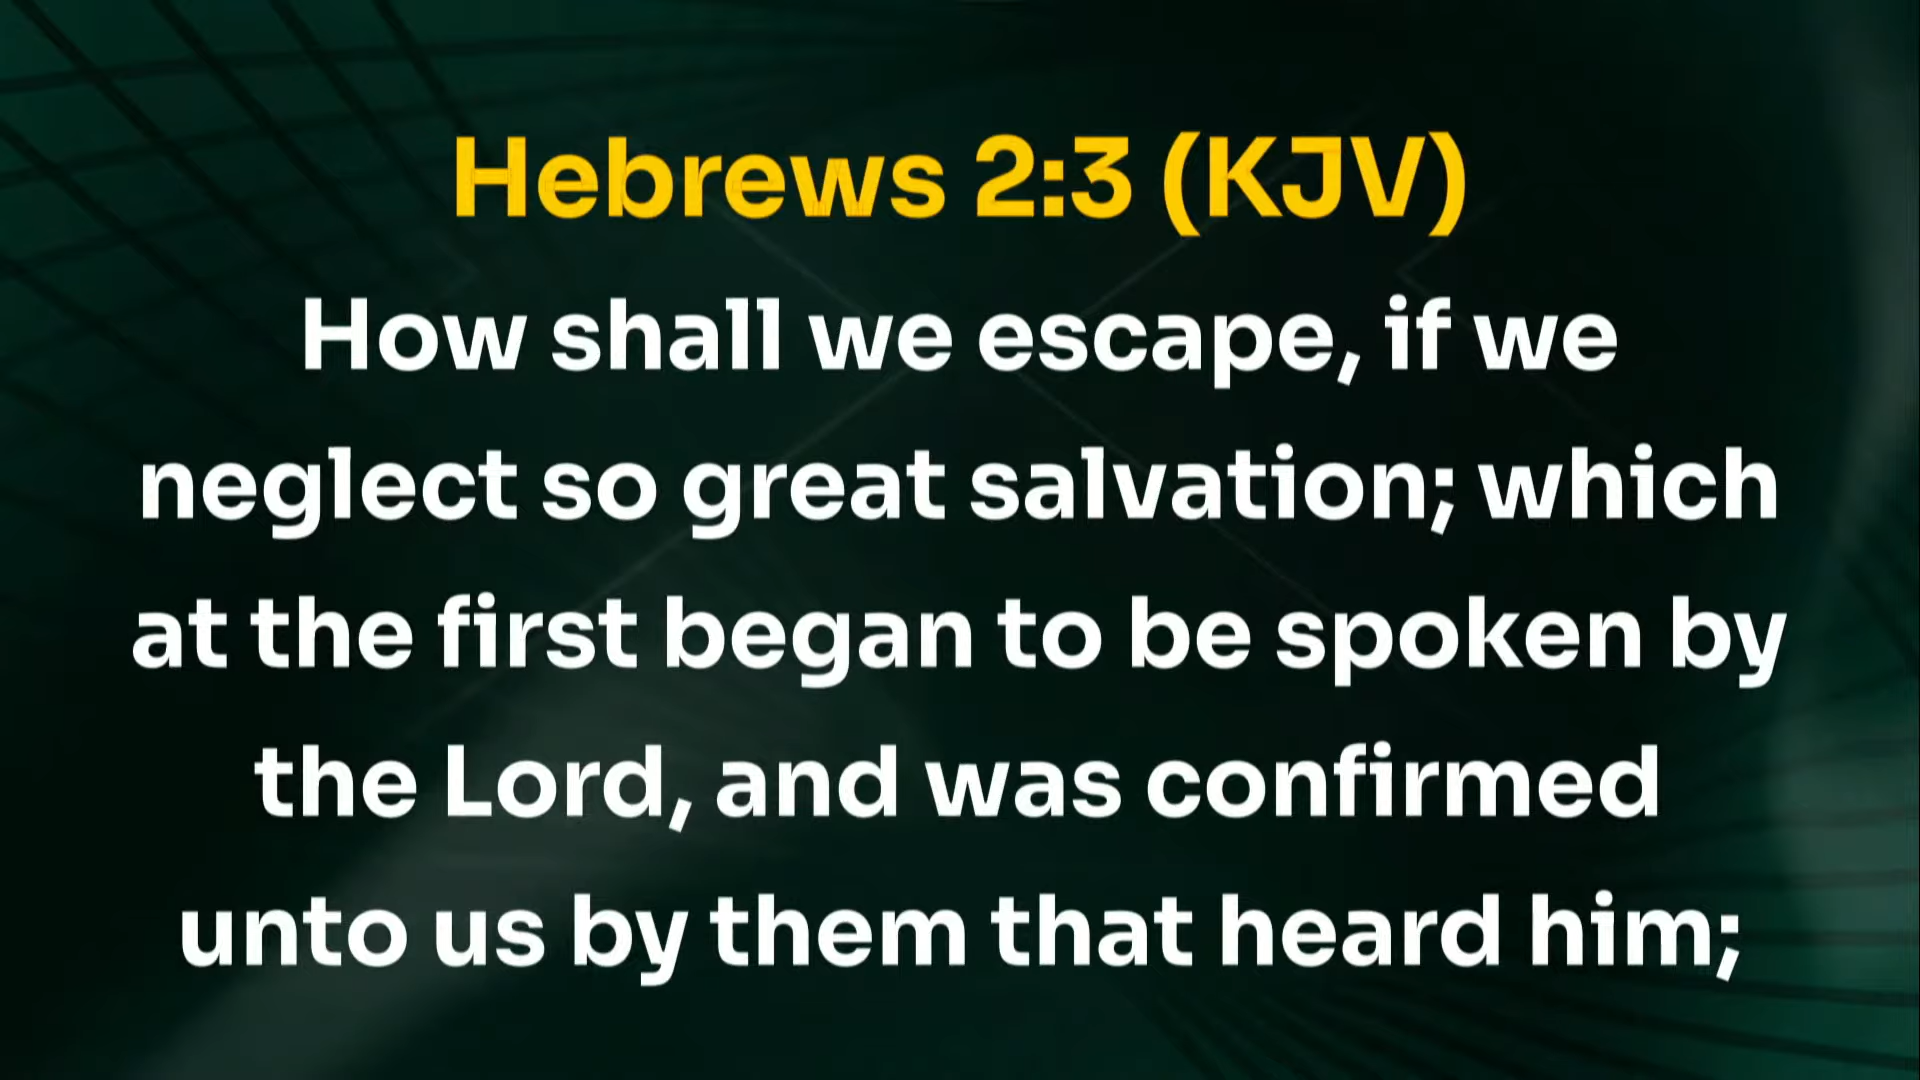 Hebrews 2:3 (KJV)
How shall we escape, if we
neglect so great salvation; which
at the first began to be spoken by
the Lord, and was confirmed
unto us by them that heard him;